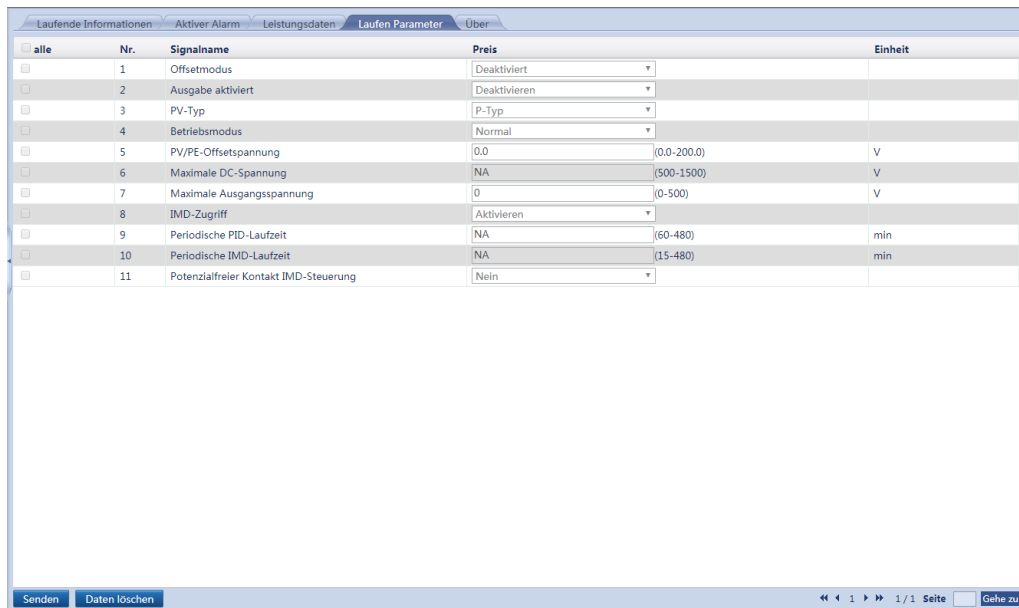 Laufende Informationen Aktiver Alarm Leistungsdaten Laufen Parameter Über
alle Nr. Signalname Preis Einheit
1 Offsetmodus Deaktiviert
2 Ausgabe aktiviert Deaktivieren
3 PV-Typ P-Typ
4 Betriebsmodus Normal
5 PV/PE-Offsetspannung 0.0 (0.0-200.0) V
6 Maximale DC-Spannung NA (500-1500) V
7 Maximale Ausgangsspannung 0 (0-500) V
8 IMD-Zugriff Aktivieren
9 Periodische PID-Laufzeit NA (60-480) min
10 Periodische IMD-Laufzeit NA (15-480) min
11 Potenzialfreier Kontakt IMD-Steuerung Nein
Senden Daten löschen 1 1 / 1 Seite Gehe zu